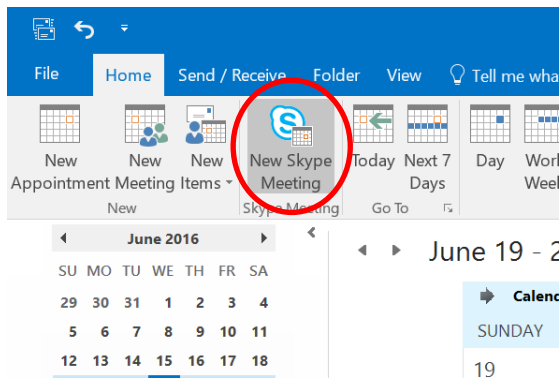 File Home Send / Receive Folder View Tell me wha
New Appointment
New Meeting
New Items
New Skype Meeting
Today
Next 7 Days
Day
Work Week
New Skype Meeting Go To
June 2016
SU MO TU WE TH FR SA
29 30 31 1 2 3 4
5 6 7 8 9 10 11
12 13 14 15 16 17 18
June 19 - 2
Calend
SUNDAY
19